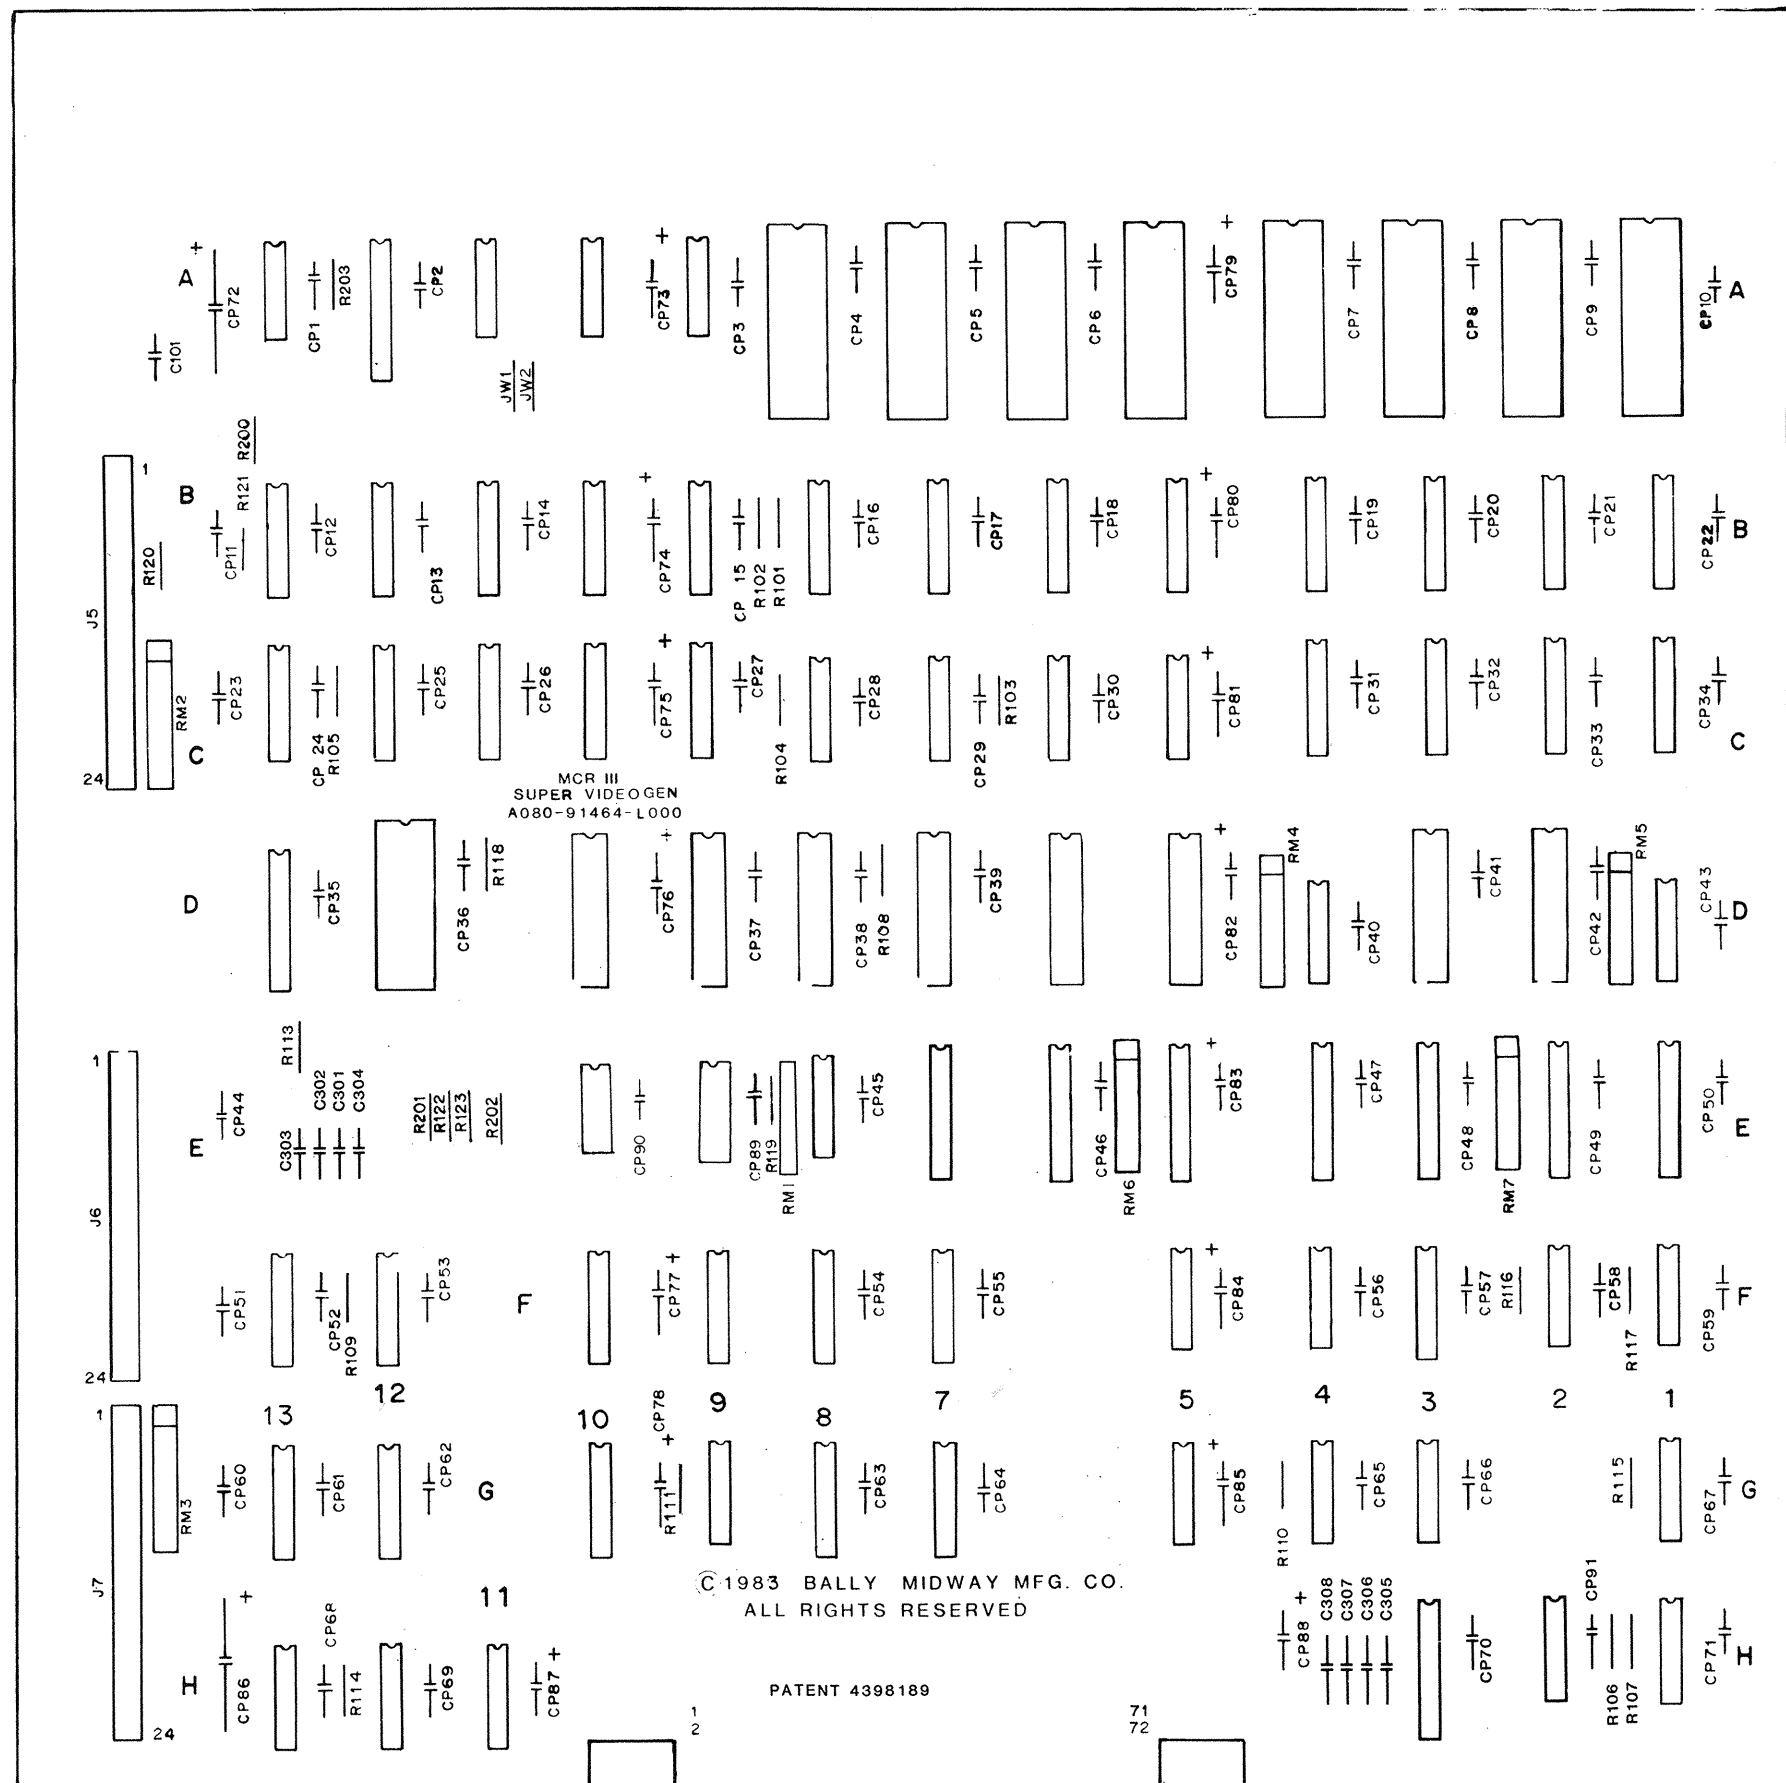 A CP72 CP1 R203 CP2 CP73 CP3 CP4 CP5 CP6 CP79 CP7 CP8 CP9 CP10 A
C101
JW1 JW2
R200
1
B R121 CP12 CP14 CP16 CP17 CP18 CP80 CP19 CP20 CP21 CP22 B
R120 CP11 CP13 CP74 CP 15 R102 R101
J5
RM2 CP23 CP25 CP26 CP75 CP27 CP28 R103 CP30 CP81 CP31 CP32 CP34
C CP 24 R105 R104 CP29 CP33 C
24
MCR III
SUPER VIDEOGEN
A080-91464-L000
R118 RM4 RM5
D CP35 CP36 CP76 CP37 CP38 R108 CP39 CP82 CP40 CP41 CP42 CP43 D
1
R113
CP44 C302 C301 C304 R201 R122 R123 R202 CP45 CP83 CP47 CP50
E C303 CP90 CP89 R119 CP46 CP48 CP49 E
RM1 RM6 RM7
J6
CP51 CP52 R109 CP53 F CP77 CP54 CP55 CP84 CP56 CP57 R116 CP58 R117 CP59 F
24
13 12 10 9 8 7 5 4 3 2 1
1
CP78
RM3 CP60 CP61 CP62 G R111 CP63 CP64 CP85 R110 CP65 CP66 R115 CP67 G
J7
©1983 BALLY MIDWAY MFG. CO.
ALL RIGHTS RESERVED
11
CP68 CP88 C308 C307 C306 C305 CP91
H CP86 R114 CP69 CP87 CP70 R106 R107 CP71 H
PATENT 4398189
24
1 71
2 72